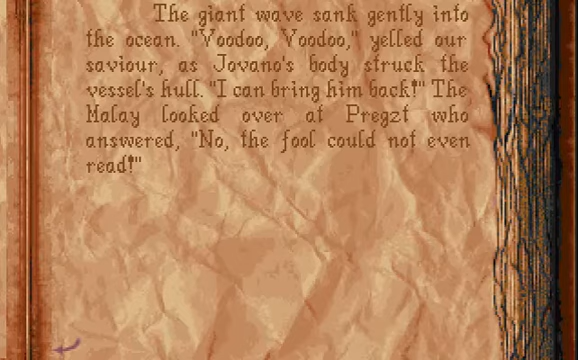 The giant wave sank gently into
the ocean. "Voodoo, Voodoo," yelled our
saviour, as Jovano's body struck the
vessel's hull. "I can bring him back!" The
Malay looked over at Pregzt who
answered, "No, the fool could not even
read!"